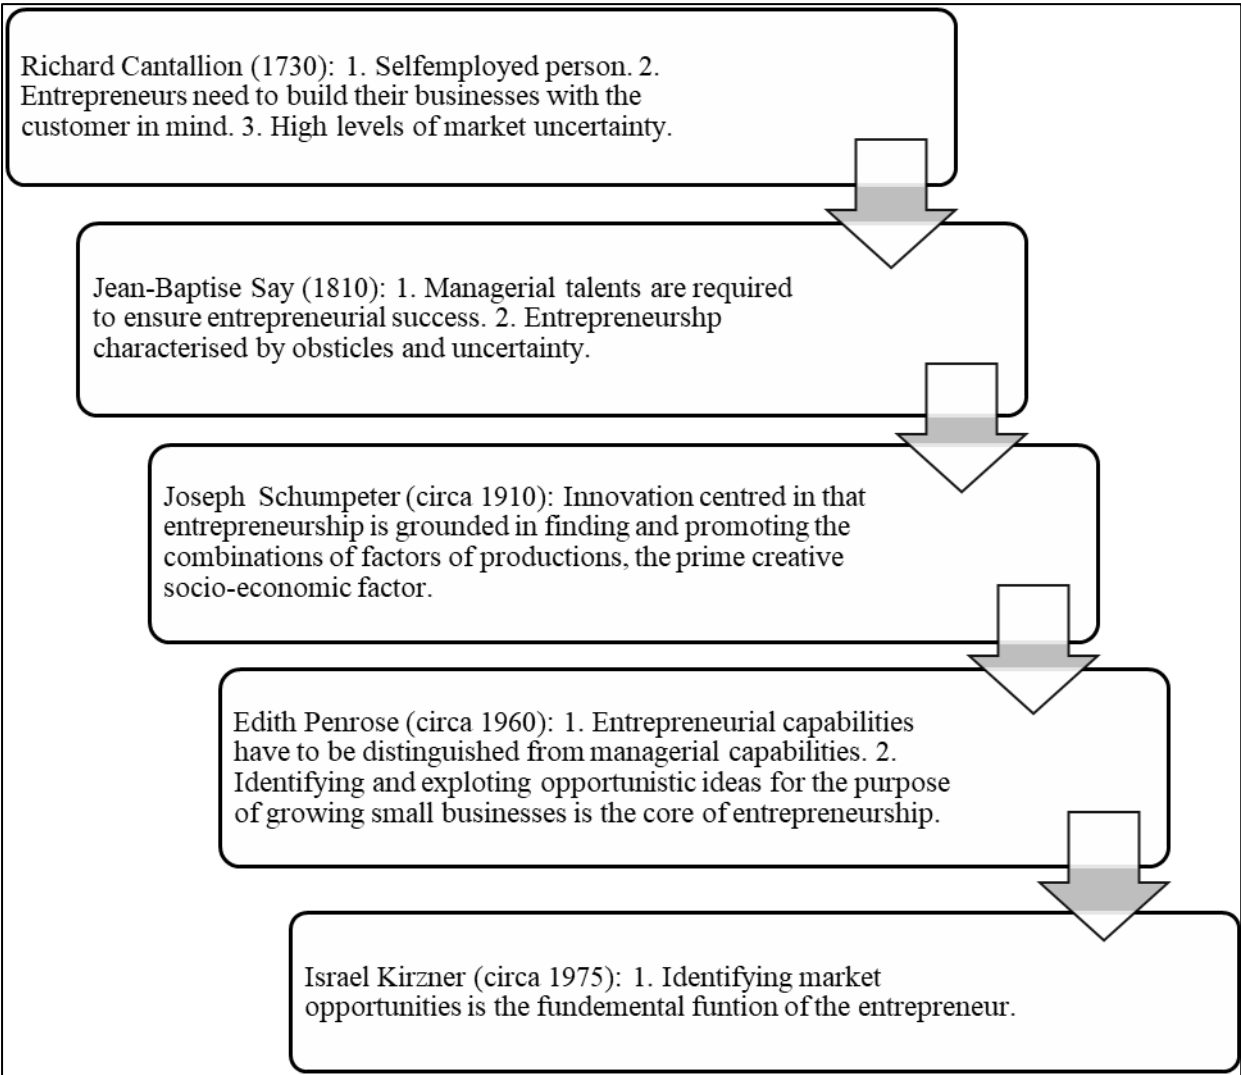 Richard Cantallion (1730): 1. Selfemployed person. 2.
Entrepreneurs need to build their businesses with the
customer in mind. 3. High levels of market uncertainty.
Jean-Baptise Say (1810): 1. Managerial talents are required
to ensure entrepreneurial success. 2. Entrepreneurshp
characterised by obsticles and uncertainty.
Joseph Schumpeter (circa 1910): Innovation centred in that
entrepreneurship is grounded in finding and promoting the
combinations of factors of productions, the prime creative
socio-economic factor.
Edith Penrose (circa 1960): 1. Entrepreneurial capabilities
have to be distinguished from managerial capabilities. 2.
Identifying and exploting opportunistic ideas for the purpose
of growing small businesses is the core of entrepreneurship.
Israel Kirzner (circa 1975): 1. Identifying market
opportunities is the fundemental funtion of the entrepreneur.